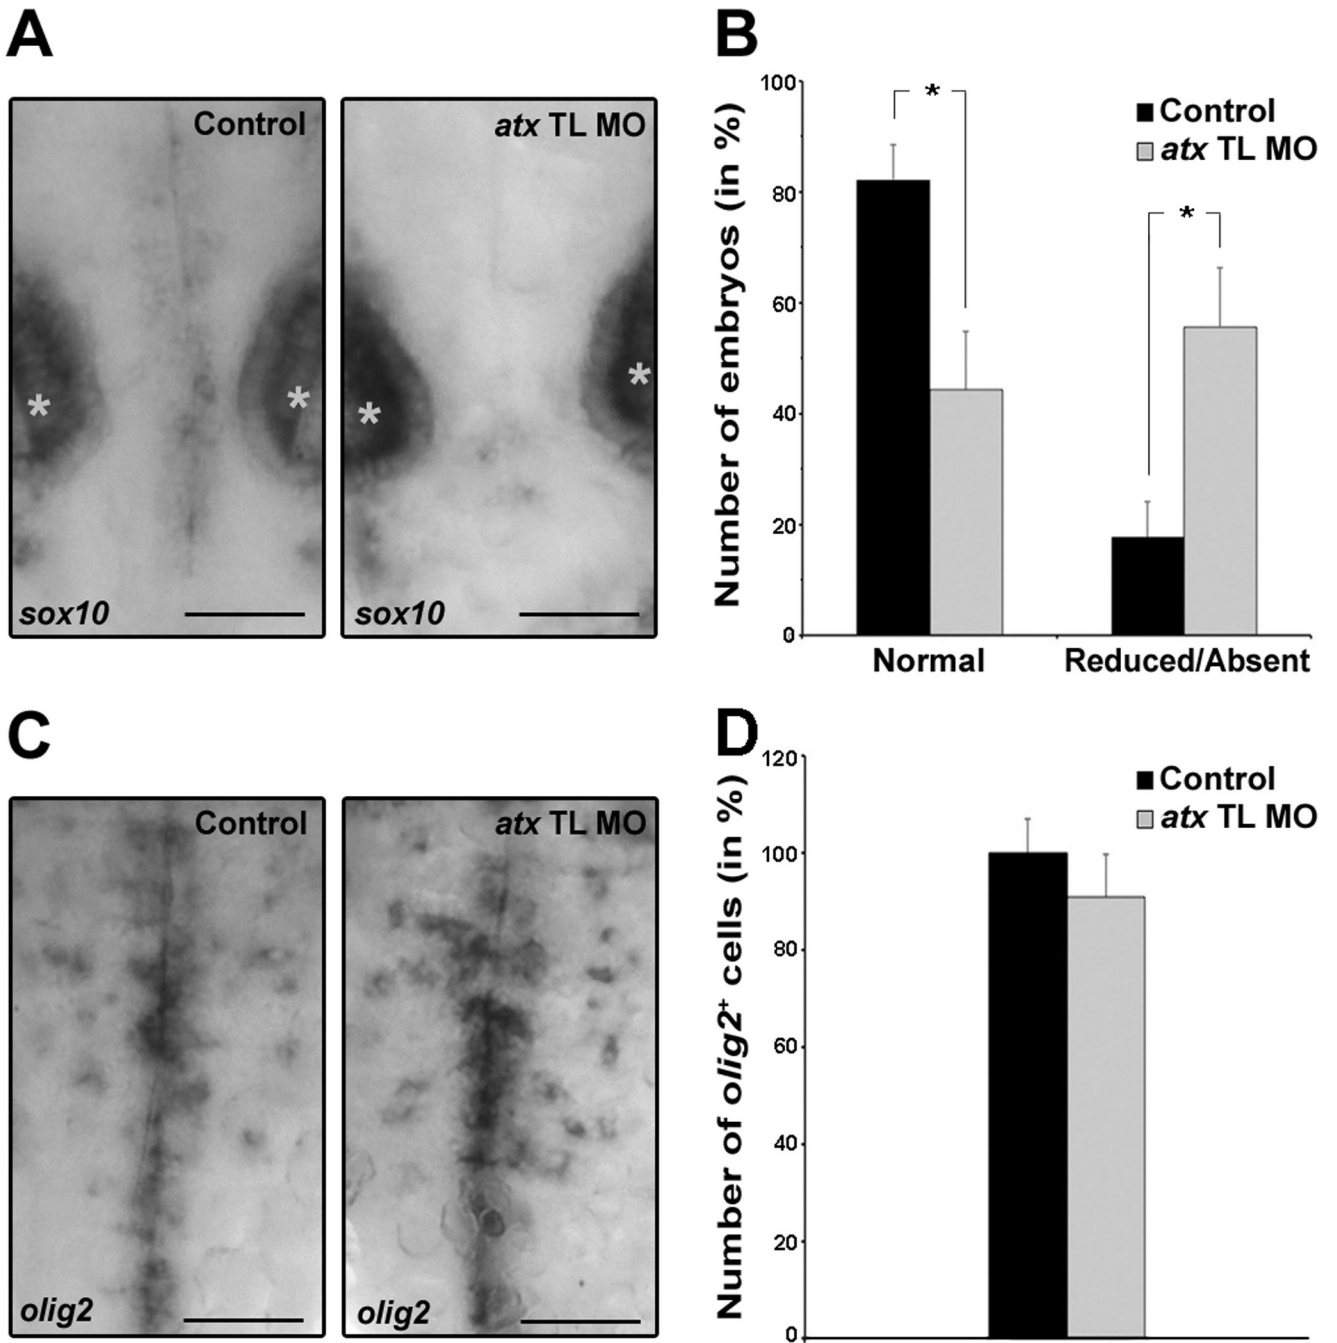 A
Control
atx TL MO
* * * *
sox10
sox10
B
Number of embryos (in %)
100
80
60
40
20
0
*
*
Control
atx TL MO
Normal
Reduced/Absent
C
Control
atx TL MO
olig2
olig2
D
Number of olig2+ cells (in %)
120
100
80
60
40
20
0
Control
atx TL MO